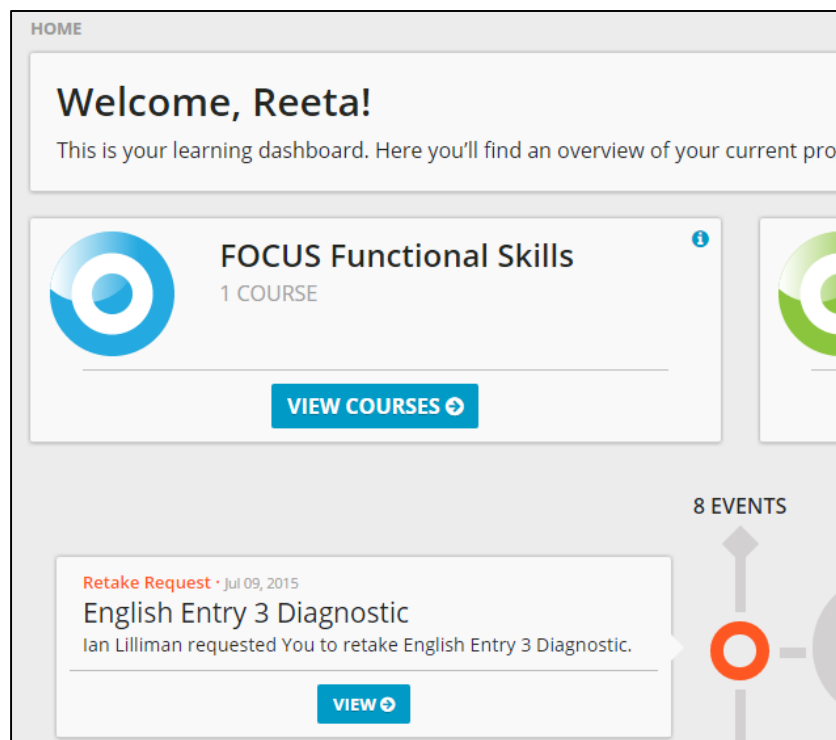 HOME
Welcome, Reeta!
This is your learning dashboard. Here you'll find an overview of your current
FOCUS Functional Skills
1 COURSE
VIEW COURSES
8 EVENTS
Retake Request · Jul 09, 2015
English Entry 3 Diagnostic
Ian Lilliman requested You to retake English Entry 3 Diagnostic.
VIEW